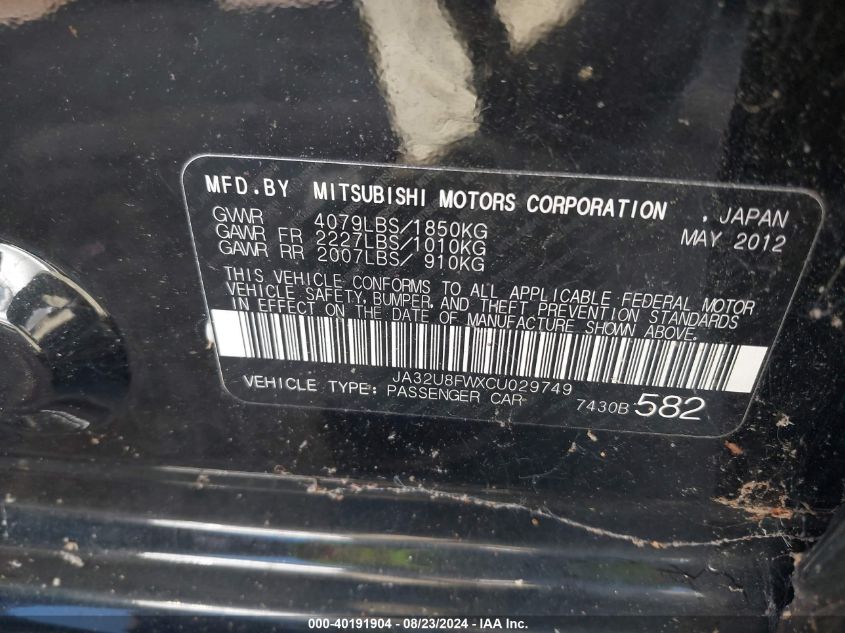 MFD.BY MITSUBISHI MOTORS CORPORATION , JAPAN
GVWR 4079LBS/1850KG MAY 2012
GAWR FR 2227LBS/1010KG
GAWR RR 2007LBS/ 910KG
THIS VEHICLE CONFORMS TO ALL APPLICABLE FEDERAL MOTOR
VEHICLE SAFETY, BUMPER, AND THEFT PREVENTION STANDARDS
IN EFFECT ON THE DATE OF MANUFACTURE SHOWN ABOVE.
JA32U8FWXCU029749
VEHICLE TYPE: PASSENGER CAR 7430B 582
000-40191904 - 08/23/2024 - IAA Inc.